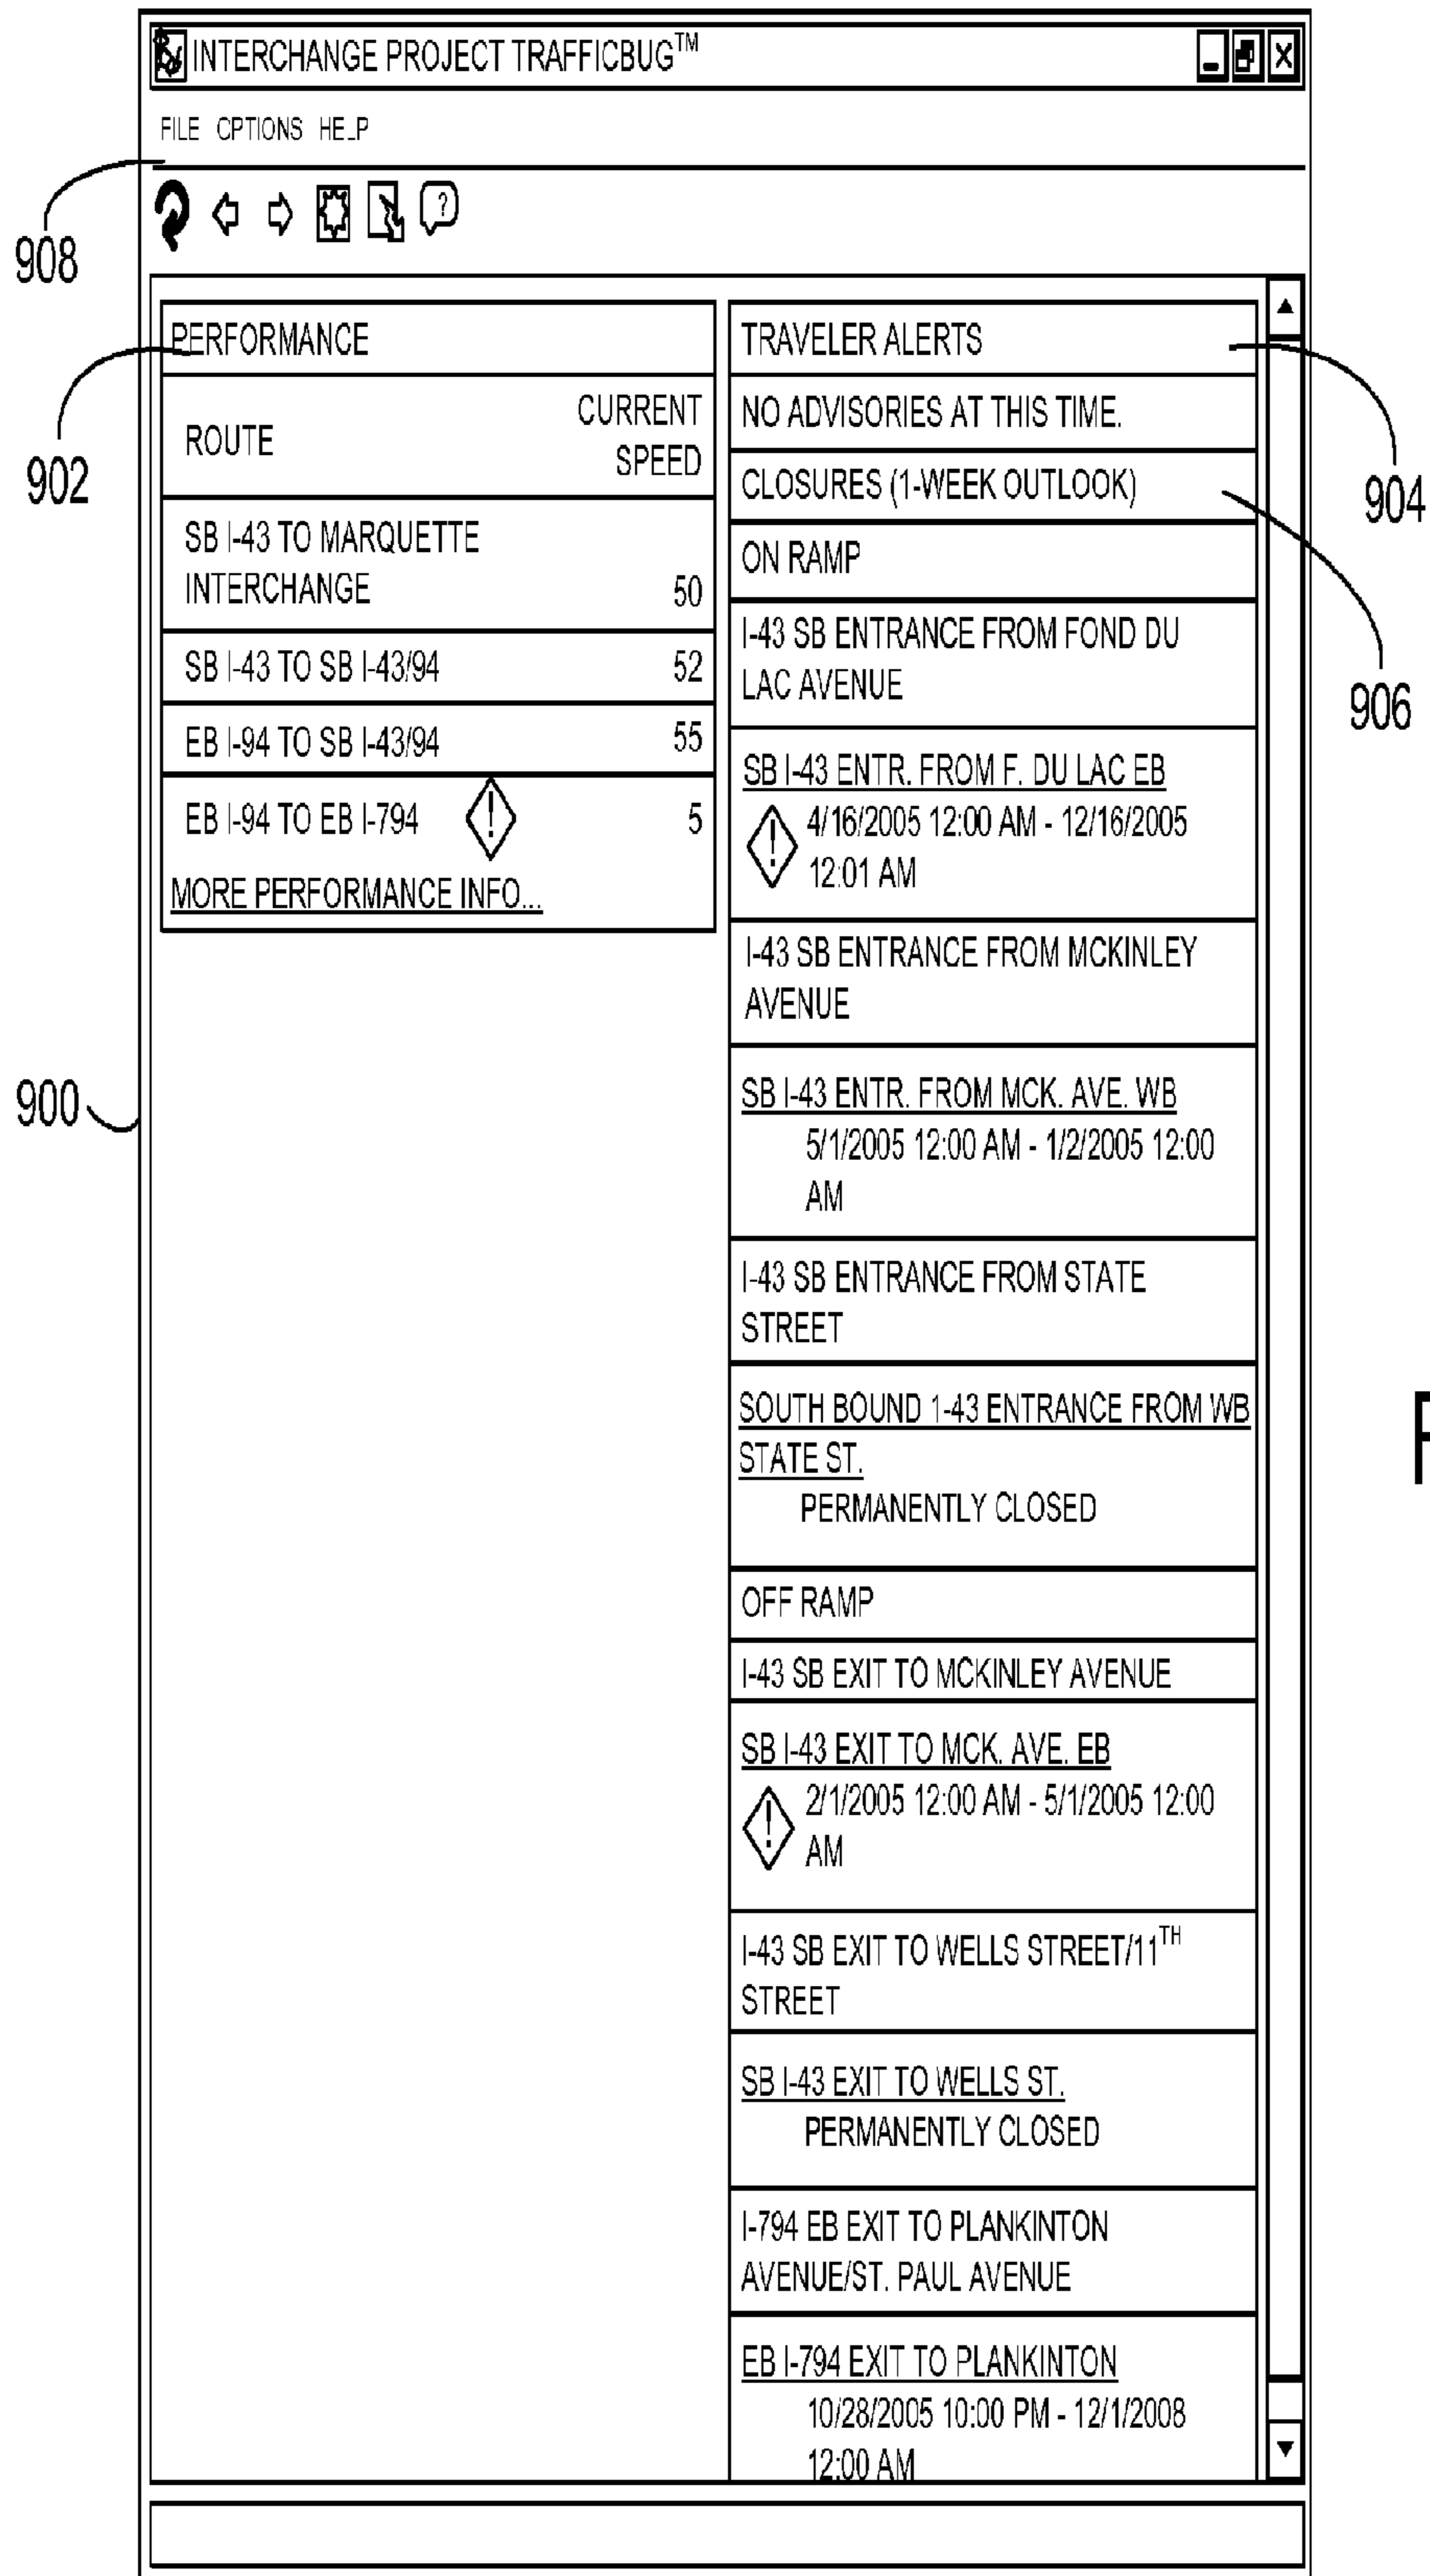 INTERCHANGE PROJECT TRAFFICBUG™
FILE OPTIONS HELP
?
908
PERFORMANCE
902
ROUTE
CURRENT
SPEED
SB I-43 TO MARQUETTE
INTERCHANGE 50
SB I-43 TO SB I-43/94 52
EB I-94 TO SB I-43/94 55
EB I-94 TO EB I-794 ! 5
MORE PERFORMANCE INFO...
900
TRAVELER ALERTS
904
NO ADVISORIES AT THIS TIME.
CLOSURES (1-WEEK OUTLOOK)
906
ON RAMP
I-43 SB ENTRANCE FROM FOND DU
LAC AVENUE
SB I-43 ENTR. FROM F. DU LAC EB
! 4/16/2005 12:00 AM - 12/16/2005
12:01 AM
I-43 SB ENTRANCE FROM MCKINLEY
AVENUE
SB I-43 ENTR. FROM MCK. AVE. WB
5/1/2005 12:00 AM - 1/2/2005 12:00
AM
I-43 SB ENTRANCE FROM STATE
STREET
SOUTH BOUND 1-43 ENTRANCE FROM WB
STATE ST.
PERMANENTLY CLOSED
OFF RAMP
I-43 SB EXIT TO MCKINLEY AVENUE
SB I-43 EXIT TO MCK. AVE. EB
! 2/1/2005 12:00 AM - 5/1/2005 12:00
AM
I-43 SB EXIT TO WELLS STREET/11TH
STREET
SB I-43 EXIT TO WELLS ST.
PERMANENTLY CLOSED
I-794 EB EXIT TO PLANKINTON
AVENUE/ST. PAUL AVENUE
EB I-794 EXIT TO PLANKINTON
10/28/2005 10:00 PM - 12/1/2008
12:00 AM